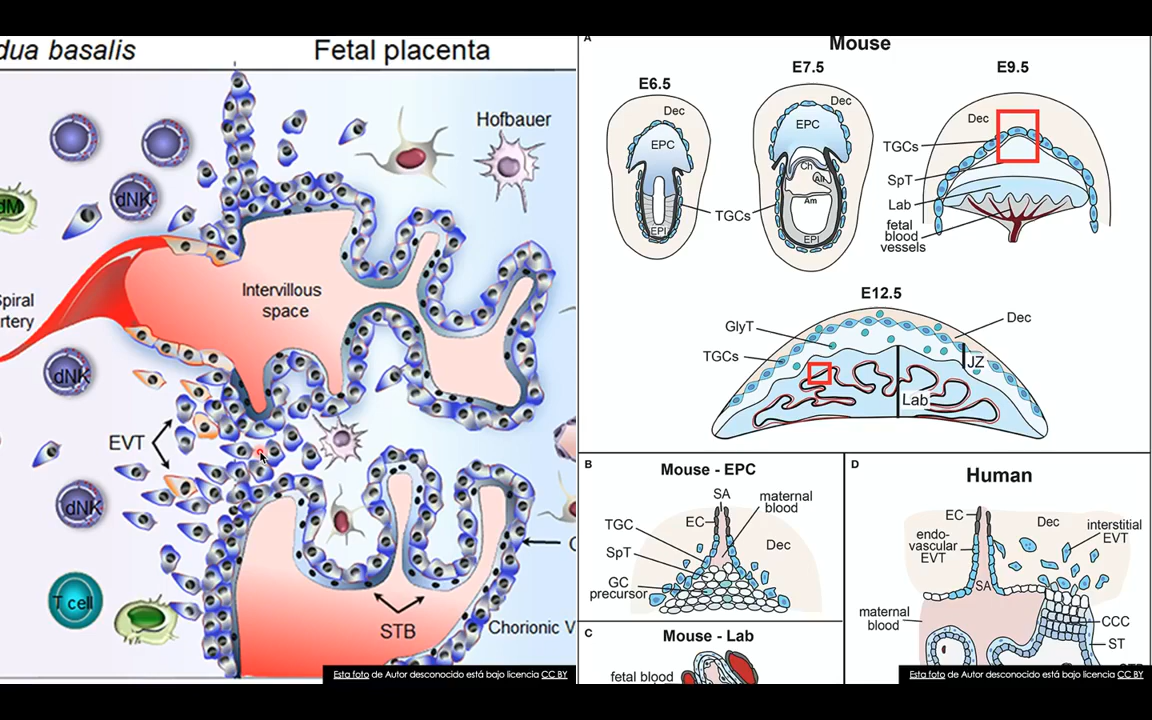 dua basalis
Fetal placenta
Hofbauer
dNK
dM
Intervillous
space
Spiral
rtery
dNK
EVT
dNK
T cell
STB
Chorionic V
Esta foto de Autor desconocido está bajo licencia CC BY
A
Mouse
E6.5
E7.5
E9.5
Dec
EPC
EPI
Dec
EPC
Ch
Am
EPI
TGCs
Dec
TGCs
SpT
Lab
fetal
blood
vessels
E12.5
GlyT
TGCs
Dec
JZ
Lab
B
Mouse - EPC
SA
EC
maternal
blood
TGC
SpT
GC
precursor
Dec
C
Mouse - Lab
fetal blood
D
Human
EC
endo-
vascular
EVT
SA
Dec
interstitial
EVT
maternal
blood
CCC
ST
Esta foto de Autor desconocido está bajo licencia CC BY